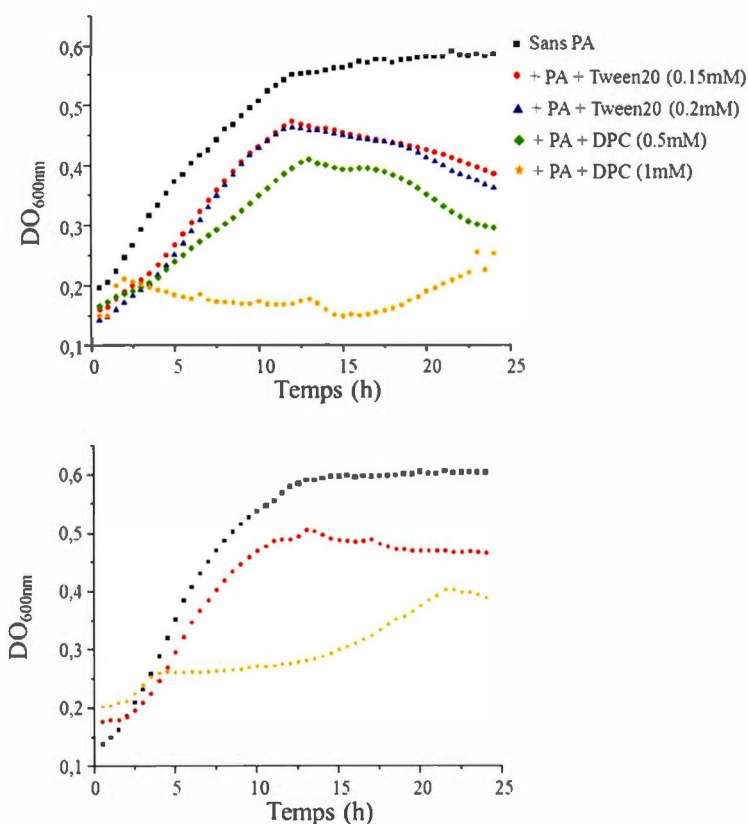 0,6
0,5
0,4
0,3
0,2
0,1
DO600nm
0
5
10
15
20
25
Temps (h)
Sans PA
+ PA + Tween20 (0.15mM)
+ PA + Tween20 (0.2mM)
+ PA + DPC (0.5mM)
+ PA + DPC (1mM)
0,6
0,5
0,4
0,3
0,2
0,1
DO600nm
0
5
10
15
20
25
Temps (h)